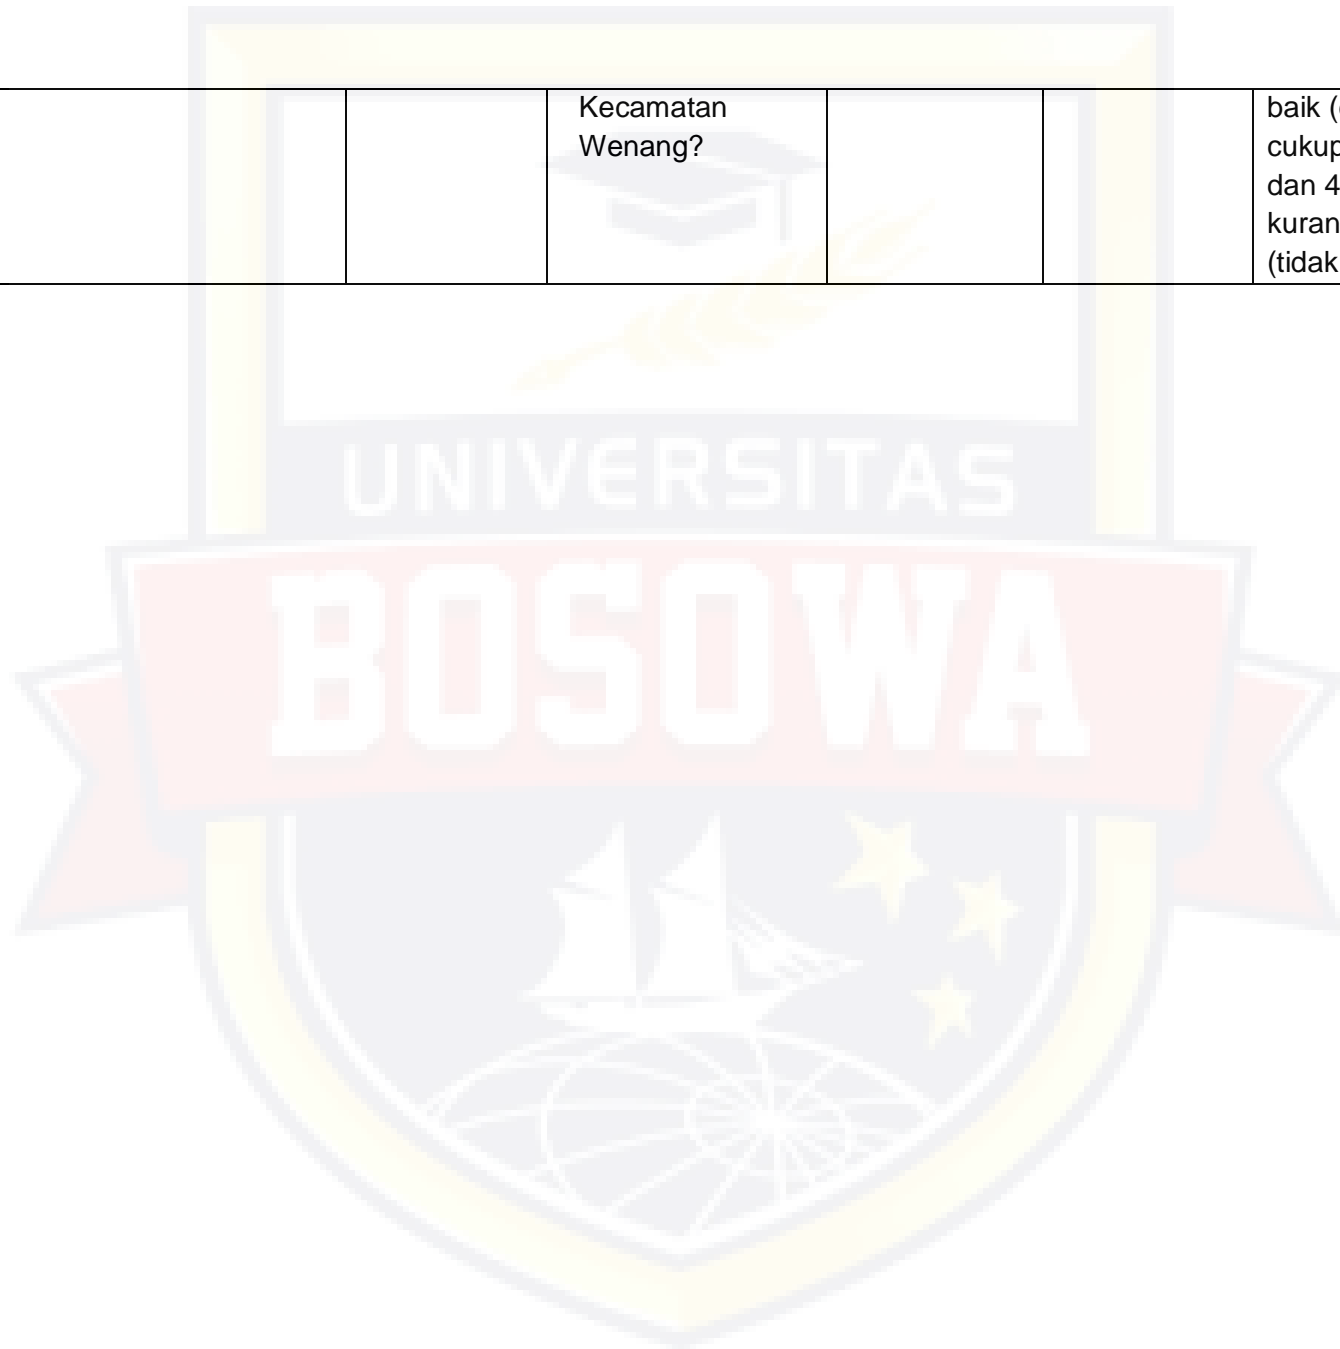 Kecamatan
Wenang?
baik (
cukup
dan 4
kuran
(tidak
UNIVERSITAS
BOSOWA